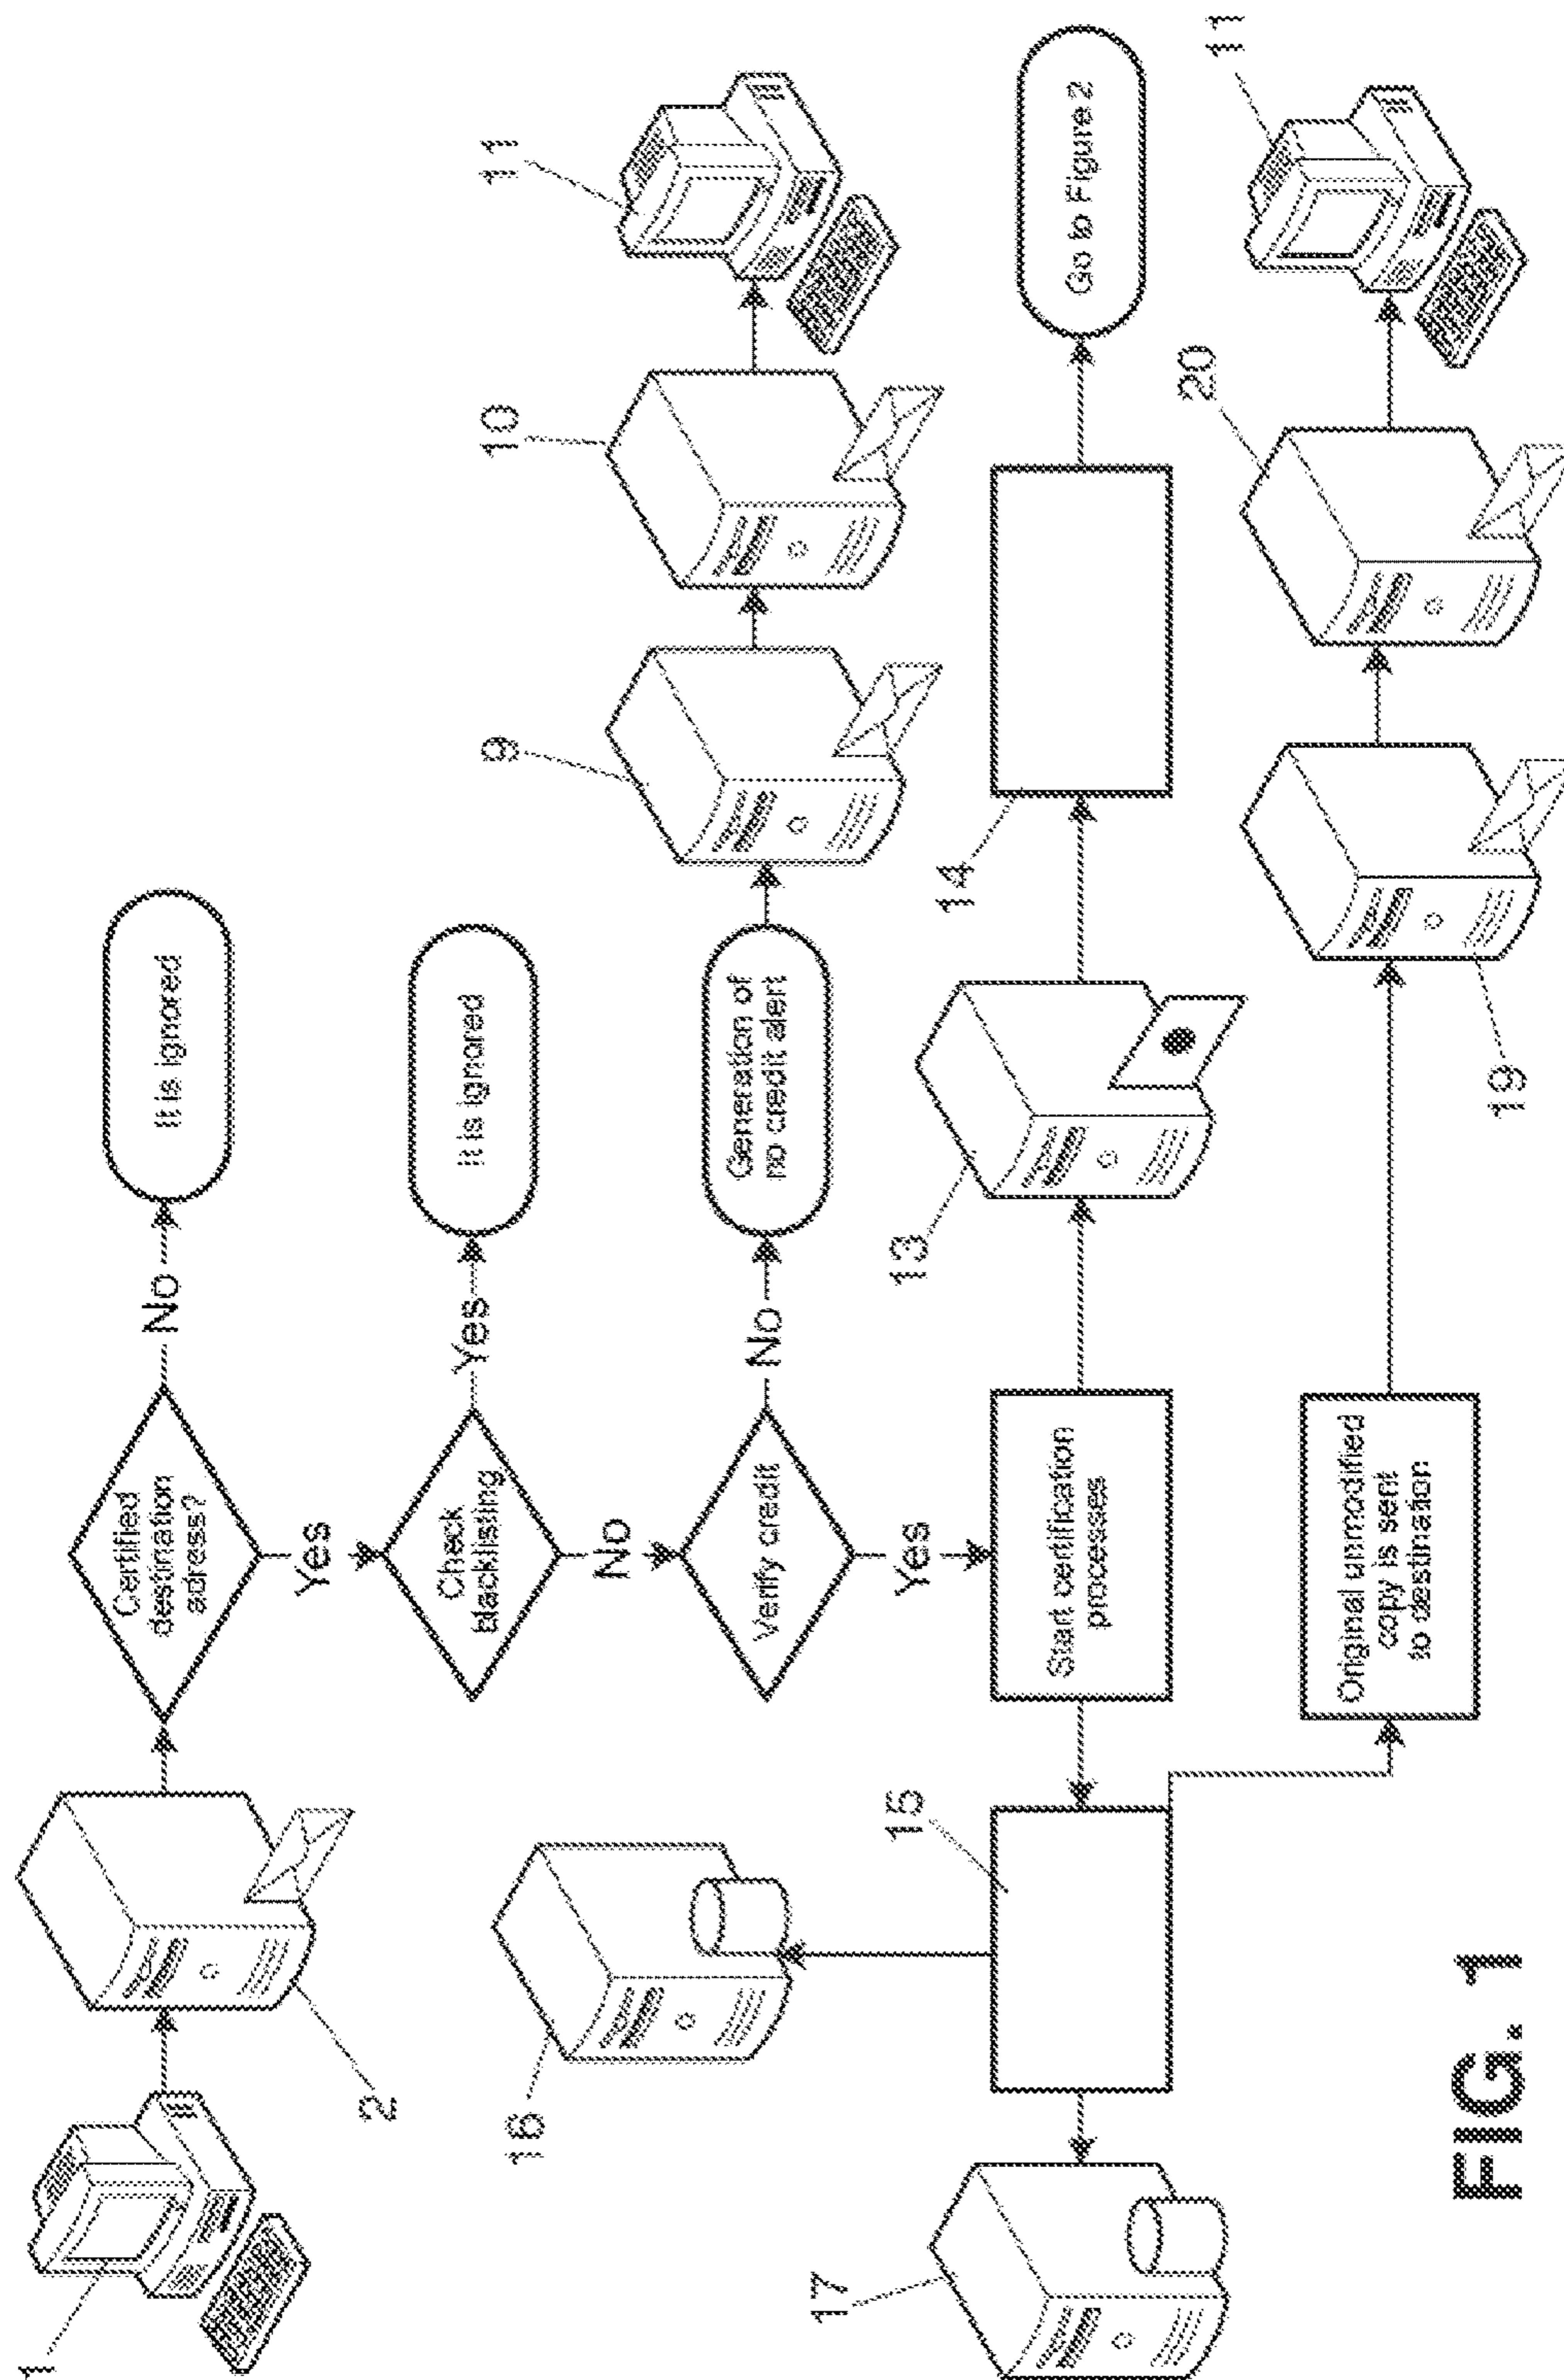 1
2
Certified
destination
adress?
No
It is ignored
Yes
Check
blacklisting
Yes
It is ignored
No
Verify credit
No
Generation of
no credit alert
9
10
11
Yes
Start certification
processes
13
14
Go to Figure 2
15
16
17
Original unmodified
copy is sent
to destination
19
20
11
FIG. 1